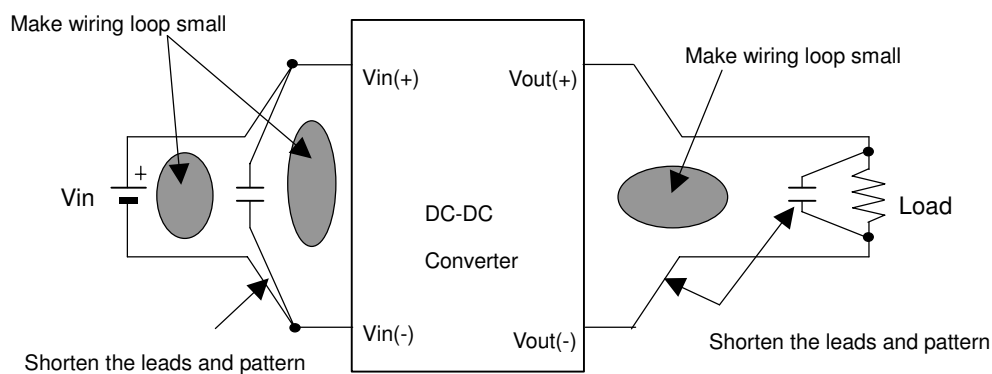 Make wiring loop small
Make wiring loop small
Vin(+)
Vout(+)
+
Vin
DC-DC
Converter
Load
Vin(-)
Vout(-)
Shorten the leads and pattern
Shorten the leads and pattern